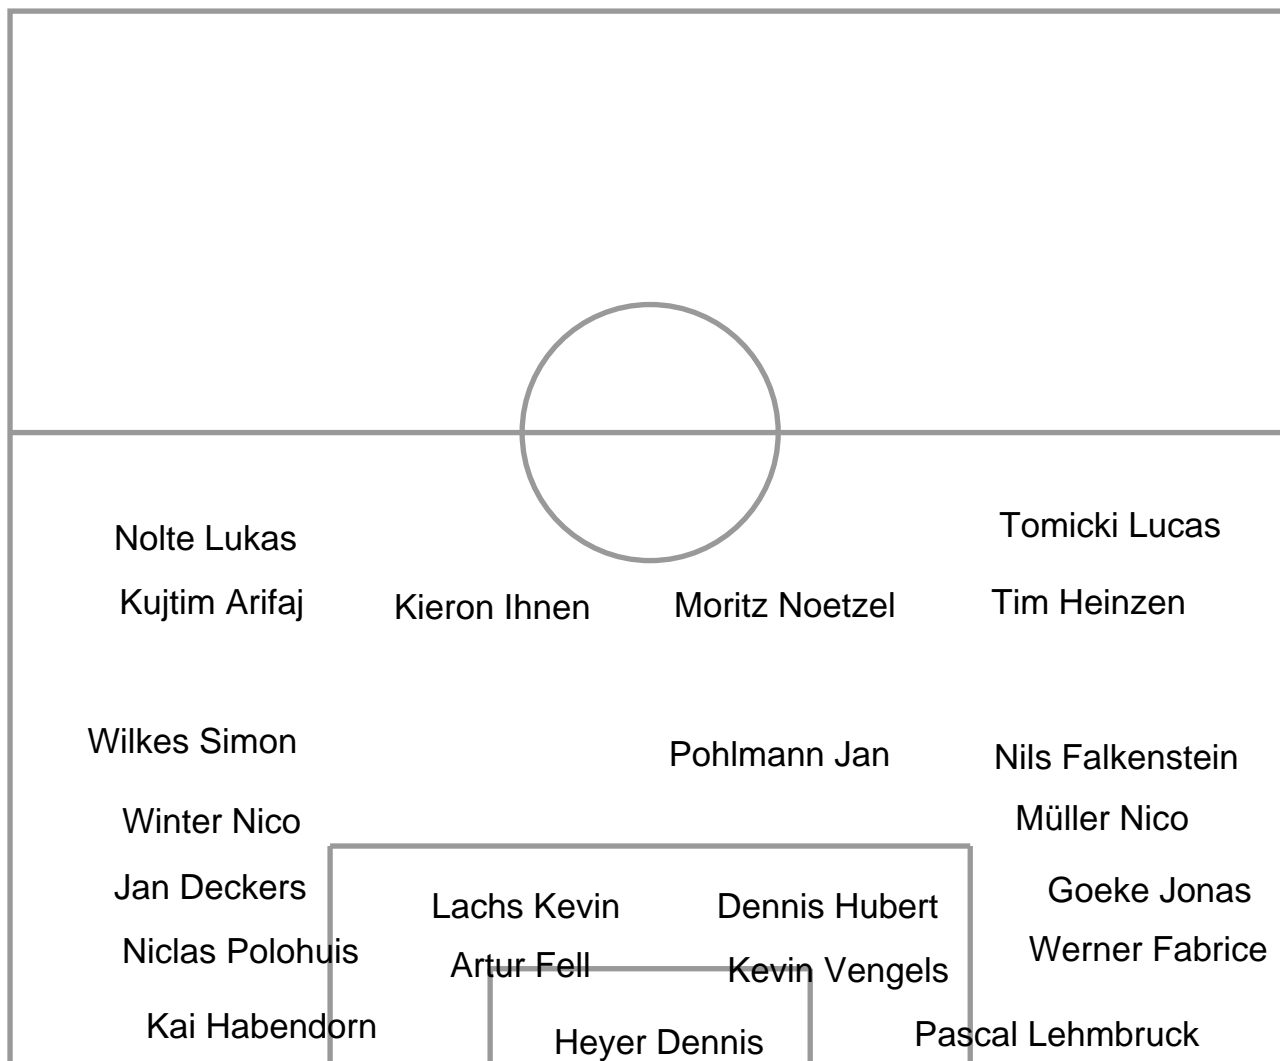 Nolte Lukas
Tomicki Lucas
Kujtim Arifaj
Kieron Ihnen
Moritz Noetzel
Tim Heinzen
Wilkes Simon
Pohlmann Jan
Nils Falkenstein
Winter Nico
Müller Nico
Jan Deckers
Lachs Kevin
Dennis Hubert
Goeke Jonas
Niclas Polohuis
Artur Fell
Kevin Vengels
Werner Fabrice
Kai Habendorn
Heyer Dennis
Pascal Lehmbruck